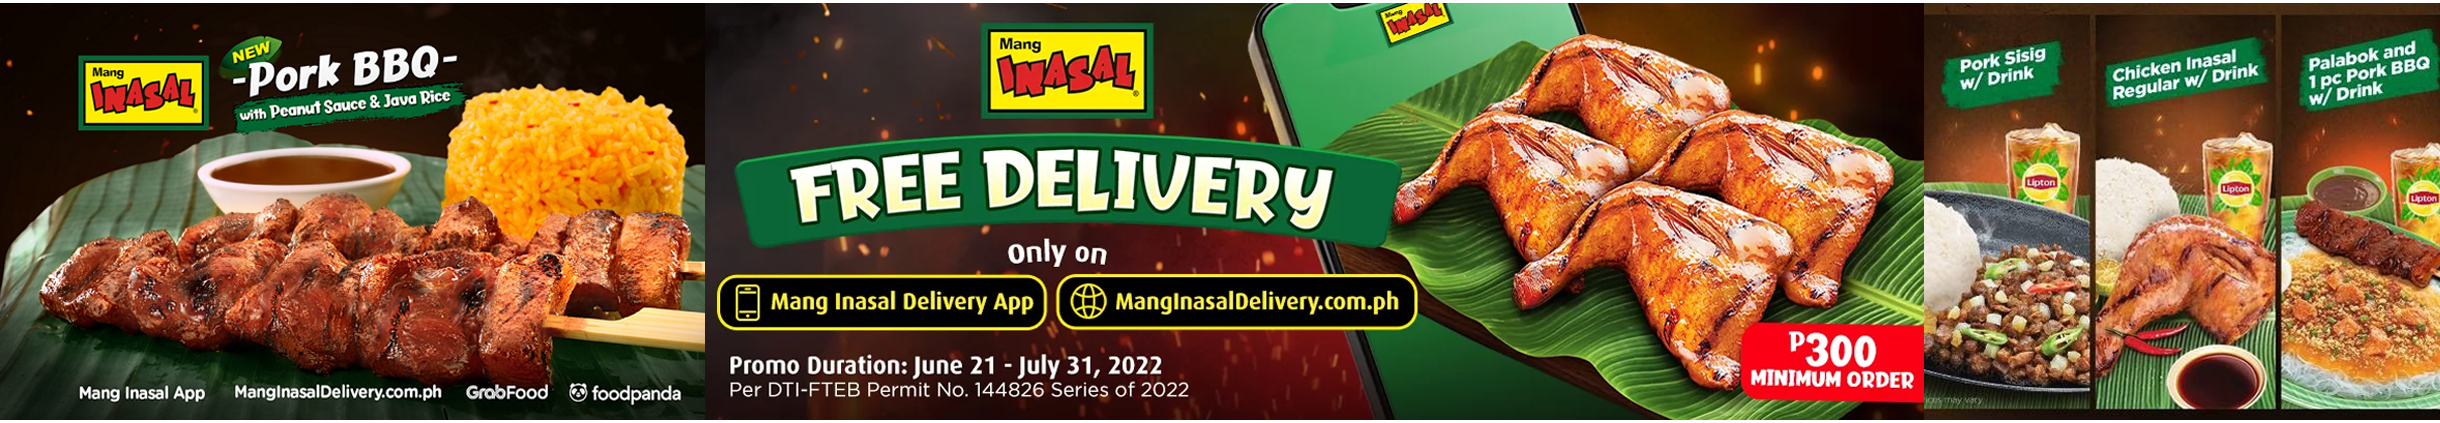 Mang
INASAL
NEW
-Pork BBQ-
with Peanut Sauce & Java Rice
Mang Inasal App
MangInasalDelivery.com.ph
GrabFood
foodpanda
Mang
INASAL
Mang
INASAL
FREE DELIVERY
Only on
Mang Inasal Delivery App
MangInasalDelivery.com.ph
Promo Duration: June 21 - July 31, 2022
Per DTI-FTEB Permit No. 144826 Series of 2022
P300
MINIMUM ORDER
Pork Sisig
w/ Drink
Lipton
Chicken Inasal
Regular w/ Drink
Lipton
Palabok and
1 pc Pork BBQ
w/ Drink
Lipton
may vary